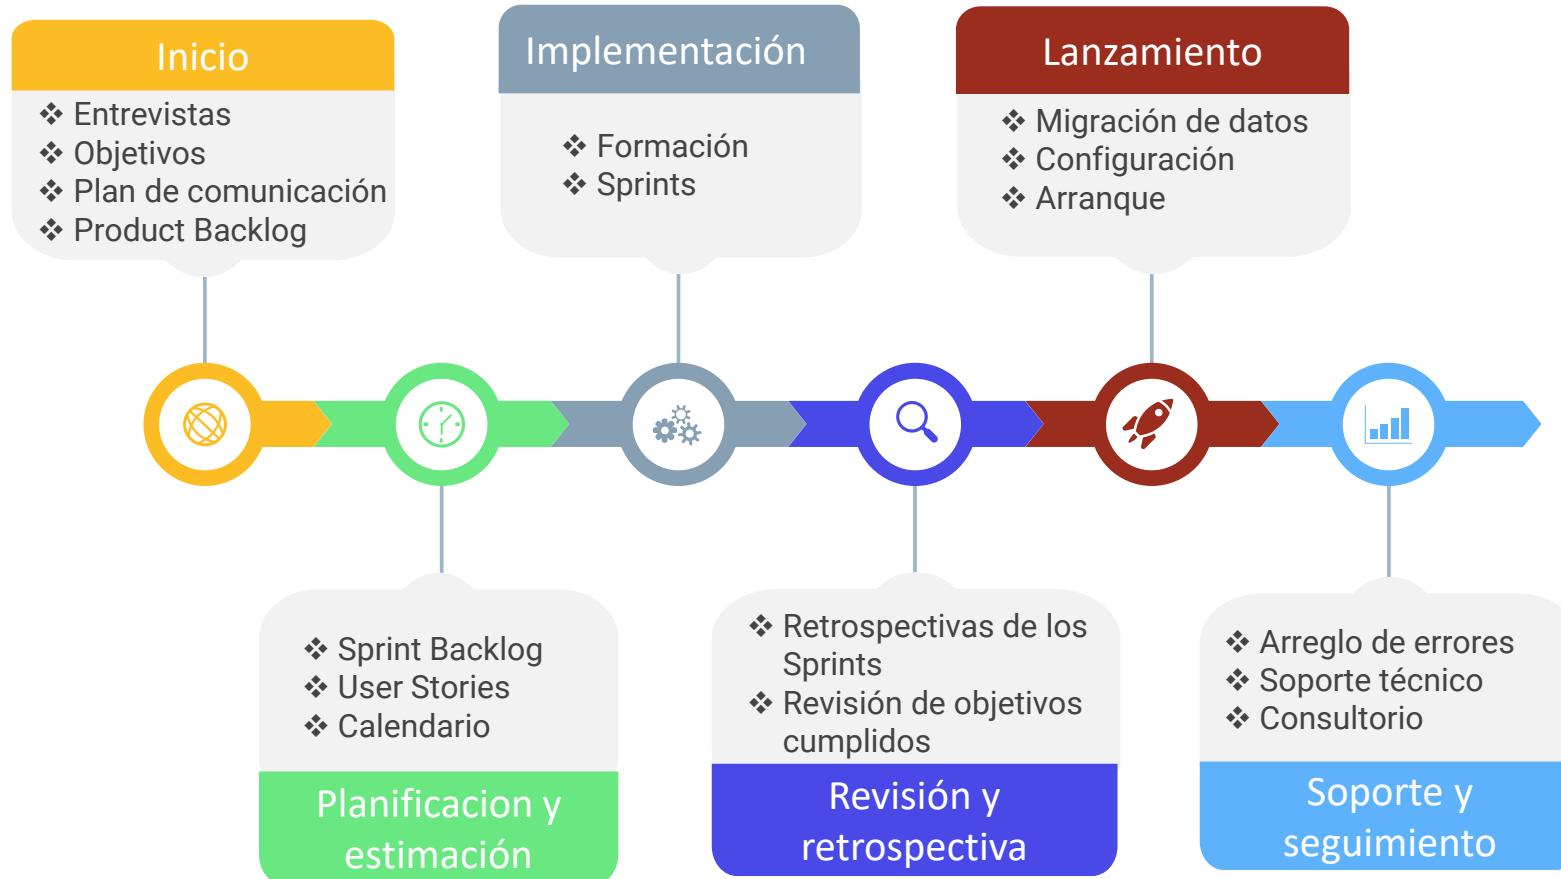 Inicio
❖ Entrevistas
❖ Objetivos
❖ Plan de comunicación
❖ Product Backlog
Implementación
❖ Formación
❖ Sprints
Lanzamiento
❖ Migración de datos
❖ Configuración
❖ Arranque
❖ Sprint Backlog
❖ User Stories
❖ Calendario
Planificacion y
estimación
❖ Retrospectivas de los
Sprints
❖ Revisión de objetivos
cumplidos
Revisión y
retrospectiva
❖ Arreglo de errores
❖ Soporte técnico
❖ Consultorio
Soporte y
seguimiento